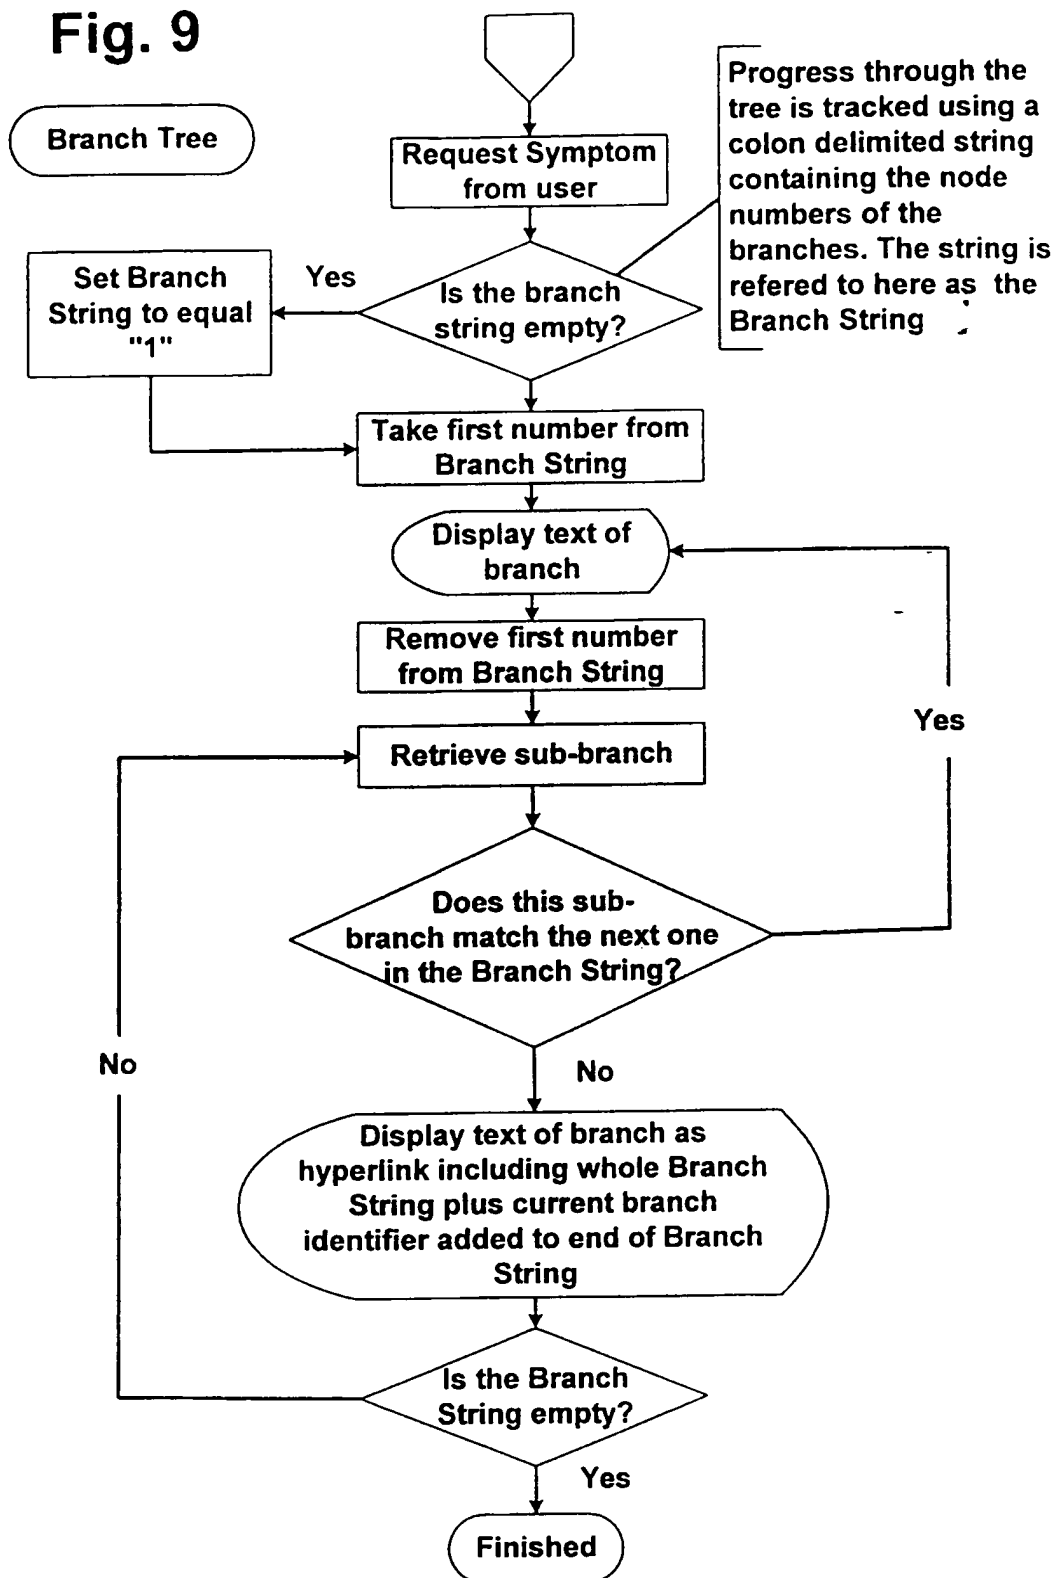 Fig. 9
Branch Tree
Request Symptom
from user
Progress through the
tree is tracked using a
colon delimited string
containing the node
numbers of the
branches. The string is
refered to here as the
Branch String
Yes
Set Branch
String to equal
"1"
Is the branch
string empty?
Take first number from
Branch String
Display text of
branch
Remove first number
from Branch String
Yes
Retrieve sub-branch
Does this sub-
branch match the next one
in the Branch String?
No
No
Display text of branch as
hyperlink including whole Branch
String plus current branch
identifier added to end of Branch
String
Is the Branch
String empty?
Yes
Finished